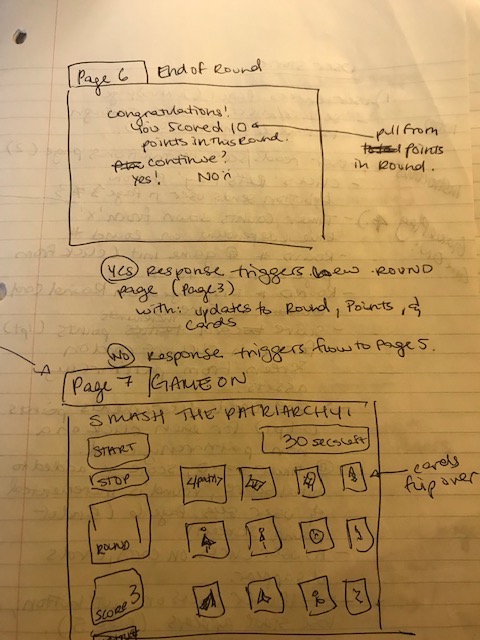 Page 6 End of Round
Congratulations!
You scored 10
points in this Round.
continue?
Yes! No
pull from
points
in Round.
YES Response triggers new ROUND
page (Page 3)
with: updates to Round, Points, &
cards
NO Response triggers flow to Page 5.
Page 7 GAME ON
SMASH THE PATRIARCHY!
START
30 secs left
STOP
cards
flip over
1
ROUND
3
SCORE